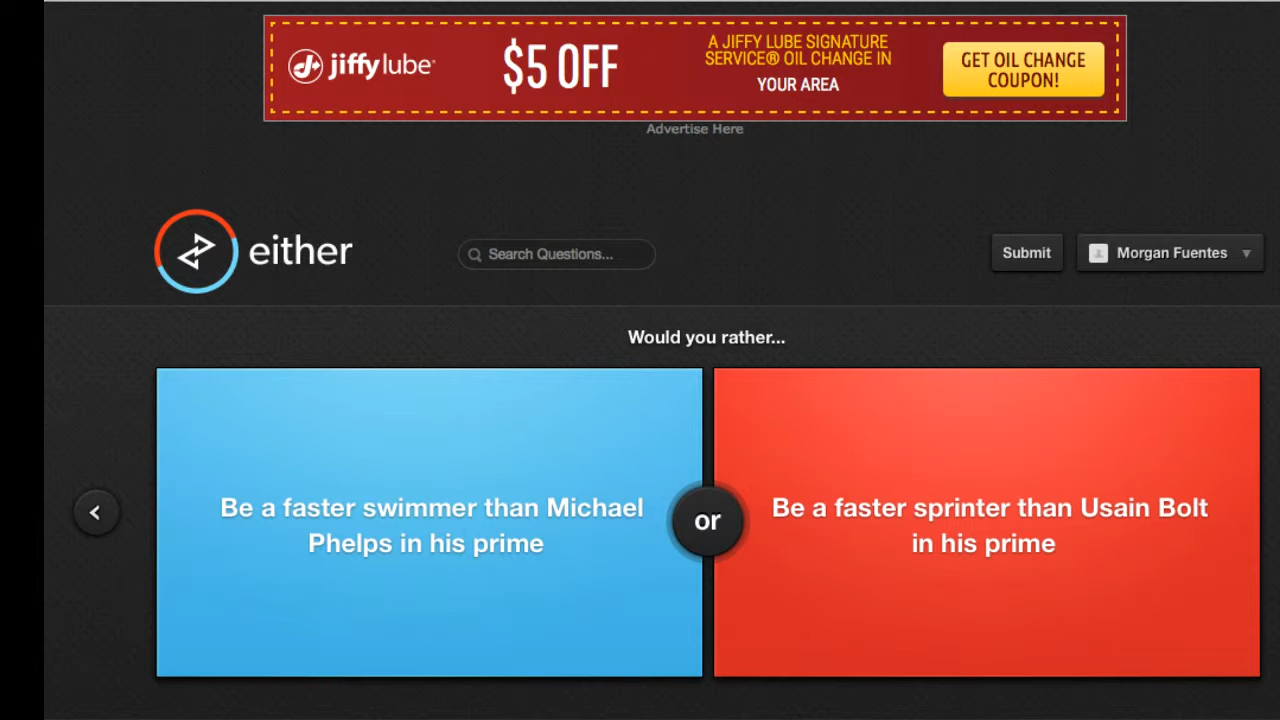 jiffy lube
$5 OFF
A JIFFY LUBE SIGNATURE
SERVICE® OIL CHANGE IN
YOUR AREA
GET OIL CHANGE
COUPON!
Advertise Here
either
Search Questions...
Submit
Morgan Fuentes
Would you rather...
Be a faster swimmer than Michael
Phelps in his prime
or
Be a faster sprinter than Usain Bolt
in his prime